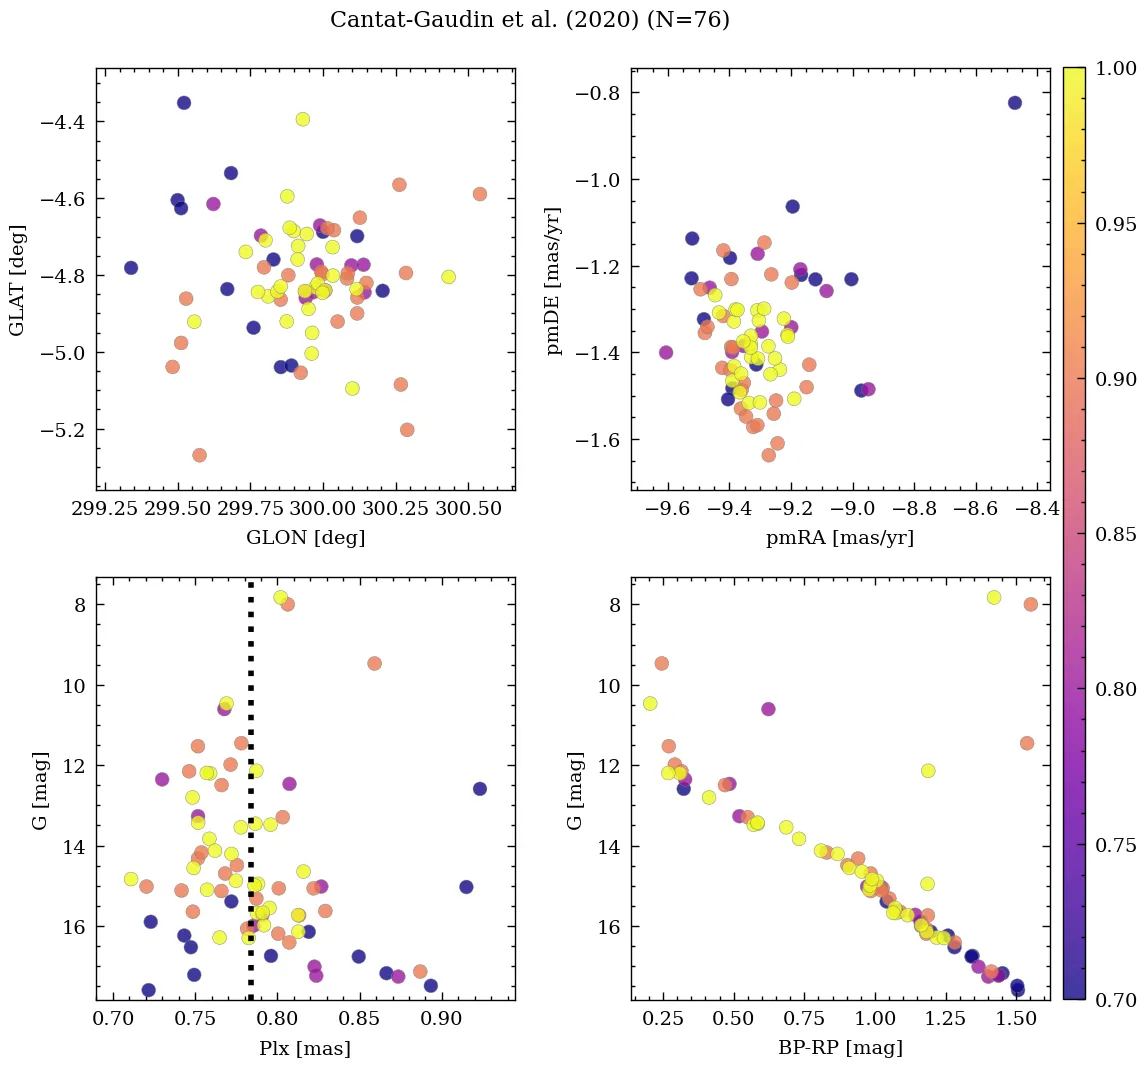 Cantat-Gaudin et al. (2020) (N=76)
−4.4
−4.6
−4.8
−5.0
−5.2
GLAT [deg]
299.25 299.50 299.75 300.00 300.25 300.50
GLON [deg]
−0.8
−1.0
−1.2
−1.4
−1.6
pmDE [mas/yr]
−9.6 −9.4 −9.2 −9.0 −8.8 −8.6 −8.4
pmRA [mas/yr]
8
10
12
14
16
G [mag]
0.70 0.75 0.80 0.85 0.90
Plx [mas]
8
10
12
14
16
G [mag]
0.25 0.50 0.75 1.00 1.25 1.50
BP-RP [mag]
1.00
0.95
0.90
0.85
0.80
0.75
0.70